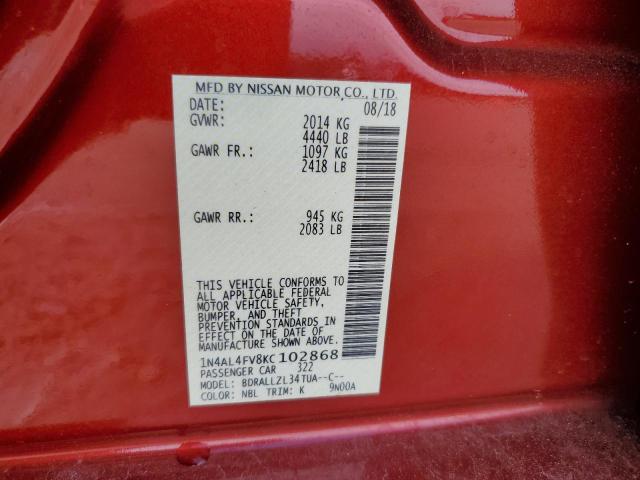 MFD BY NISSAN MOTOR CO., LTD.
DATE: 08/18
GVWR: 2014 KG
4440 LB
GAWR FR.: 1097 KG
2418 LB
GAWR RR.: 945 KG
2083 LB
THIS VEHICLE CONFORMS TO
ALL APPLICABLE FEDERAL
MOTOR VEHICLE SAFETY,
BUMPER, AND THEFT
PREVENTION STANDARDS IN
EFFECT ON THE DATE OF
MANUFACTURE SHOWN ABOVE.
1N4AL4FV8KC102868
PASSENGER CAR 322
MODEL: BDRALLZL34TUA--C--
COLOR: NBL TRIM: K 9N00A